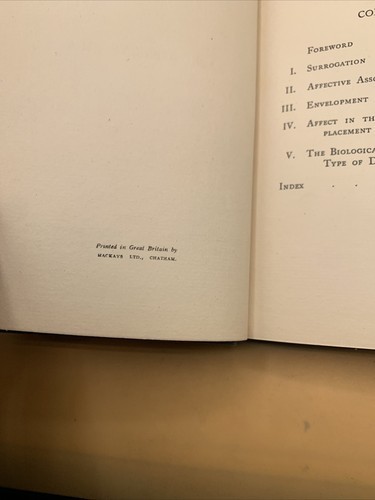 Printed in Great Britain by
MACKAYS LTD., CHATHAM.
CO
FOREWORD
I. SURROGATION
II. AFFECTIVE ASSO
III. ENVELOPMENT
IV. AFFECT IN TH
PLACEMENT
V. THE BIOLOGICA
TYPE OF D
INDEX . .